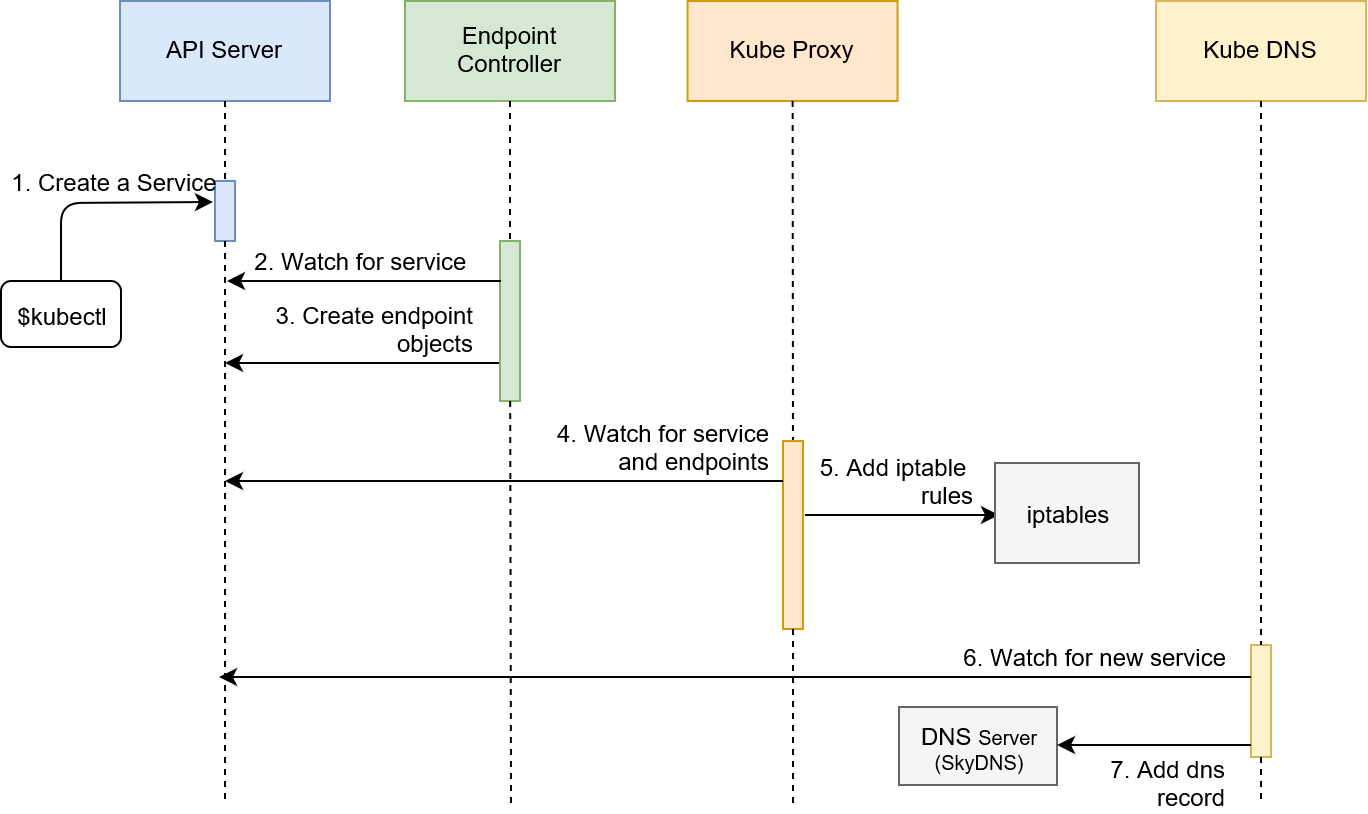 API Server
Endpoint
Controller
Kube Proxy
Kube DNS
1. Create a Service
$kubectl
2. Watch for service
3. Create endpoint
objects
4. Watch for service
and endpoints
5. Add iptable
rules
iptables
6. Watch for new service
DNS Server
(SkyDNS)
7. Add dns
record